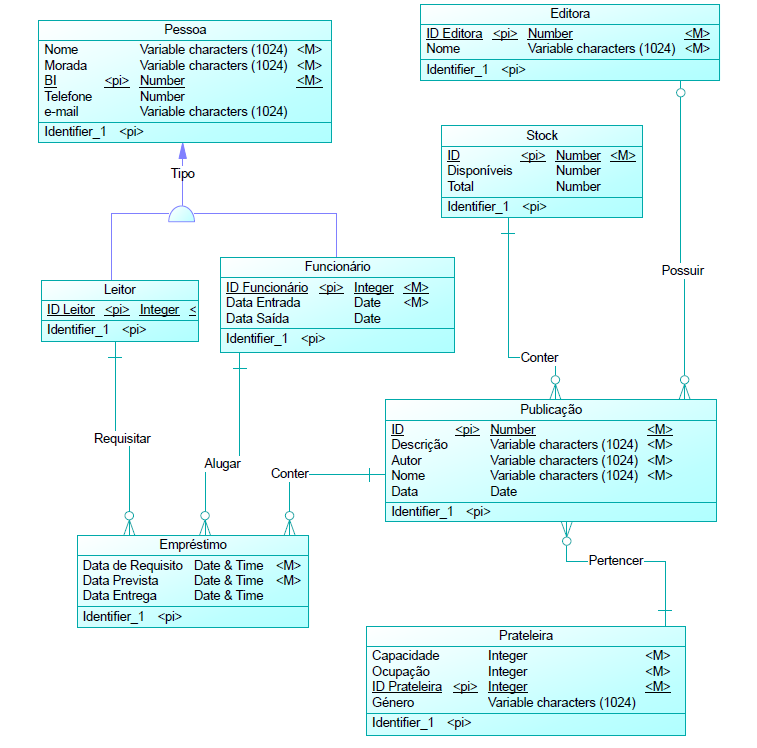 Pessoa
Nome Variable characters (1024) <M>
Morada Variable characters (1024) <M>
BI <pi> Number <M>
Telefone Number
e-mail Variable characters (1024)
Identifier_1 <pi>
Editora
ID Editora <pi> Number <M>
Nome Variable characters (1024) <M>
Identifier_1 <pi>
Stock
ID <pi> Number <M>
Disponíveis Number
Total Number
Identifier_1 <pi>
Tipo
Possuir
Leitor
ID Leitor <pi> Integer <
Identifier_1 <pi>
Funcionário
ID Funcionário <pi> Integer <M>
Data Entrada Date <M>
Data Saída Date
Identifier_1 <pi>
Conter
Publicação
ID <pi> Number <M>
Descrição Variable characters (1024) <M>
Autor Variable characters (1024) <M>
Nome Variable characters (1024) <M>
Data Date
Identifier_1 <pi>
Requisitar
Alugar
Conter
Empréstimo
Data de Requisito Date & Time <M>
Data Prevista Date & Time <M>
Data Entrega Date & Time
Identifier_1 <pi>
Pertencer
Prateleira
Capacidade Integer <M>
Ocupação Integer <M>
ID Prateleira <pi> Integer <M>
Género Variable characters (1024)
Identifier_1 <pi>